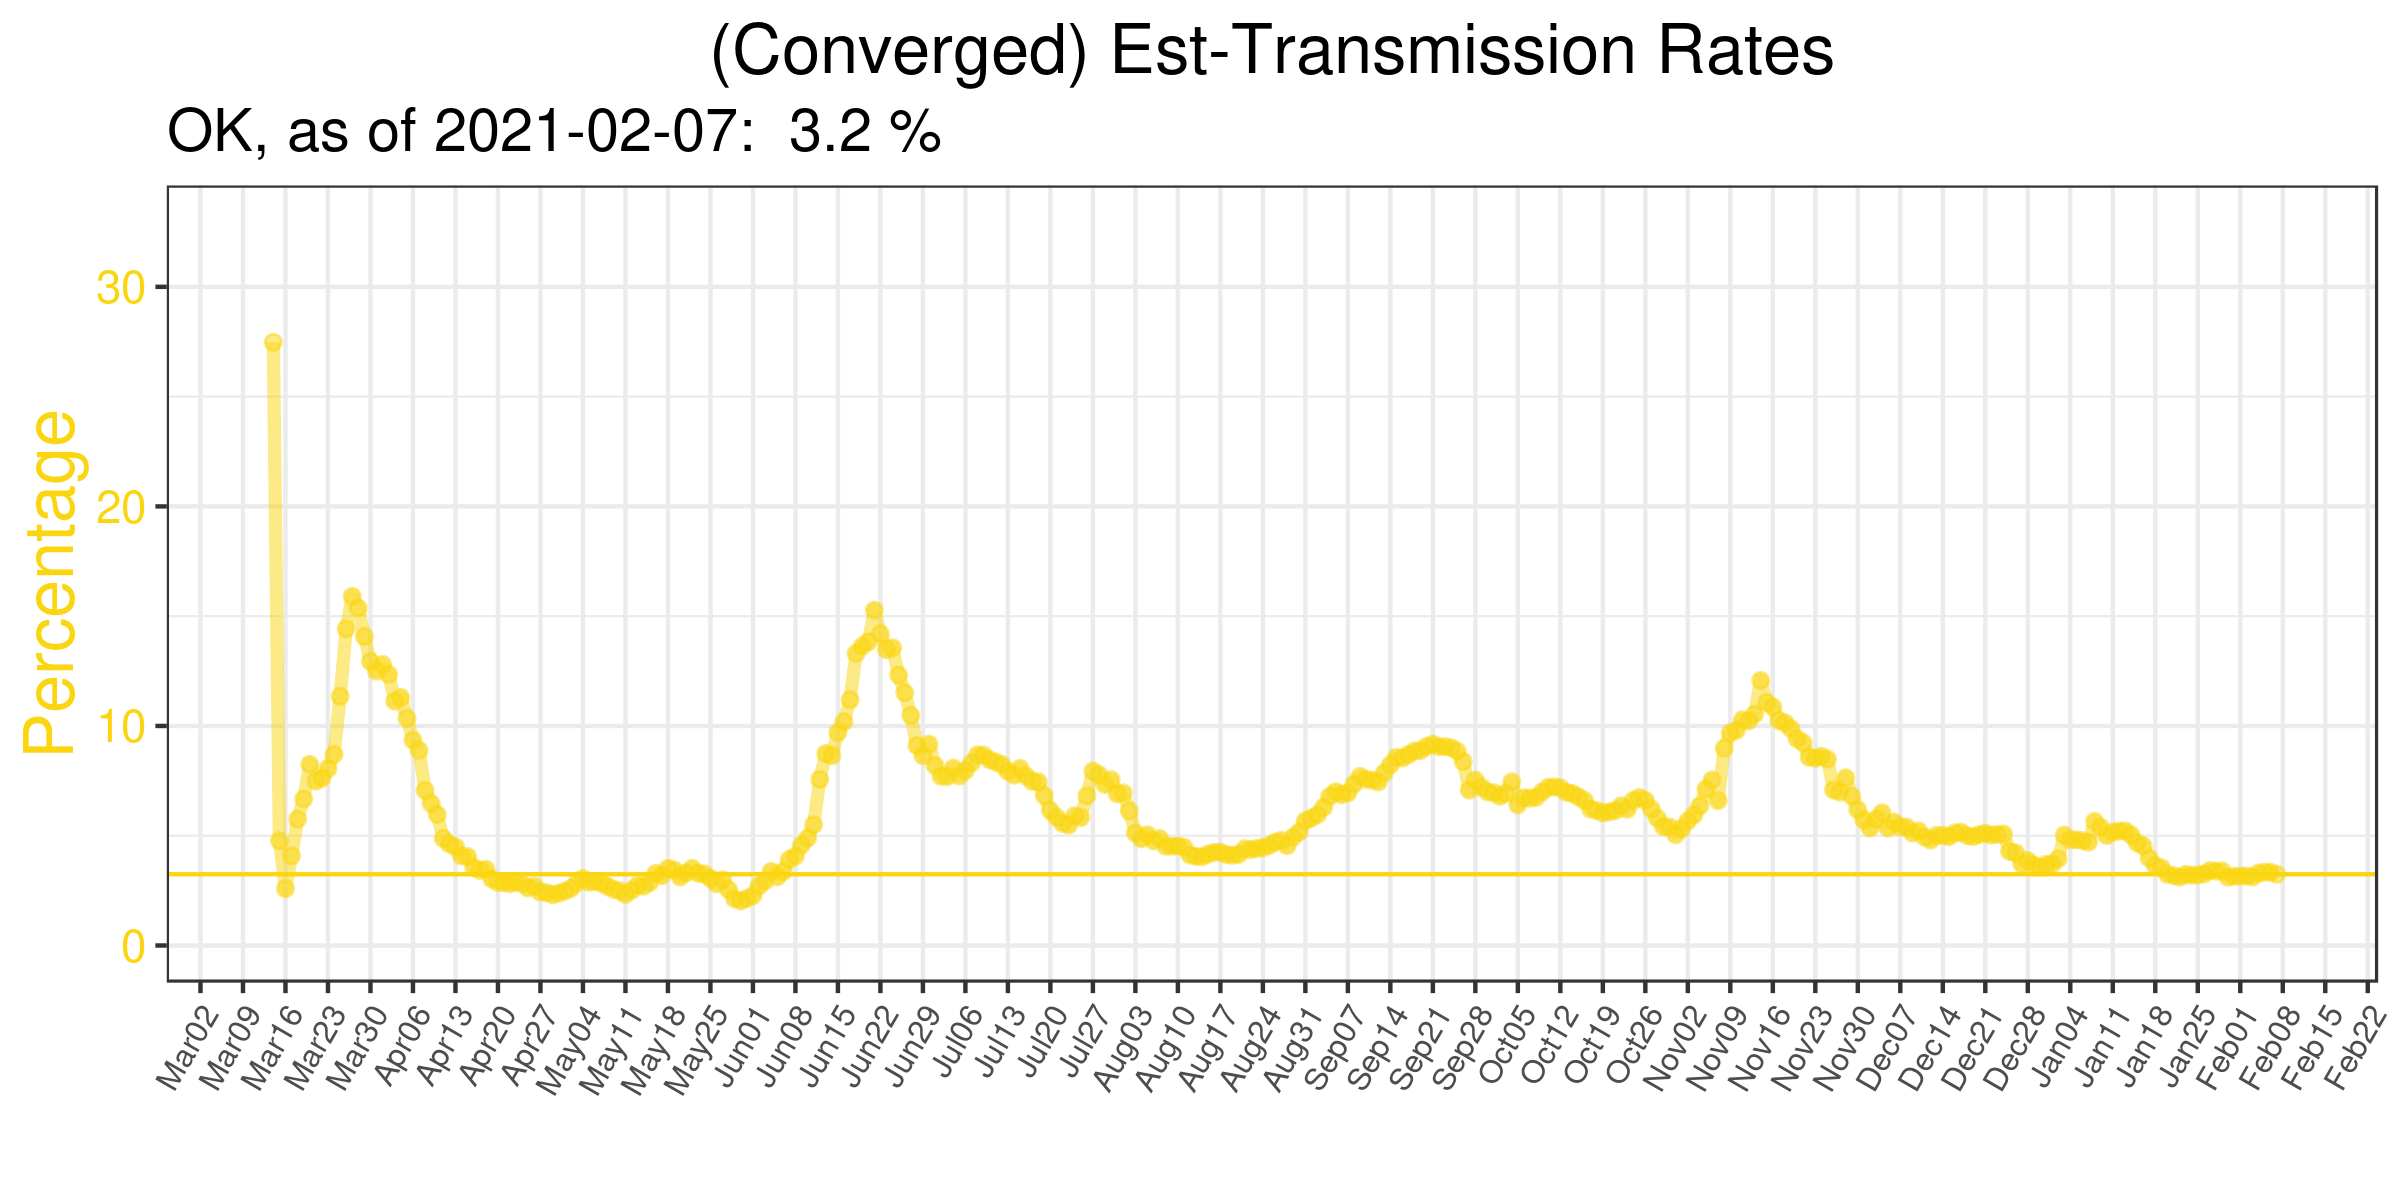 (Converged) Est-Transmission Rates
OK, as of 2021-02-07:  3.2 %
Percentage
30
20
10
0
Mar02
Mar09
Mar16
Mar23
Mar30
Apr06
Apr13
Apr20
Apr27
May04
May11
May18
May25
Jun01
Jun08
Jun15
Jun22
Jun29
Jul06
Jul13
Jul20
Jul27
Aug03
Aug10
Aug17
Aug24
Aug31
Sep07
Sep14
Sep21
Sep28
Oct05
Oct12
Oct19
Oct26
Nov02
Nov09
Nov16
Nov23
Nov30
Dec07
Dec14
Dec21
Dec28
Jan04
Jan11
Jan18
Jan25
Feb01
Feb08
Feb15
Feb22